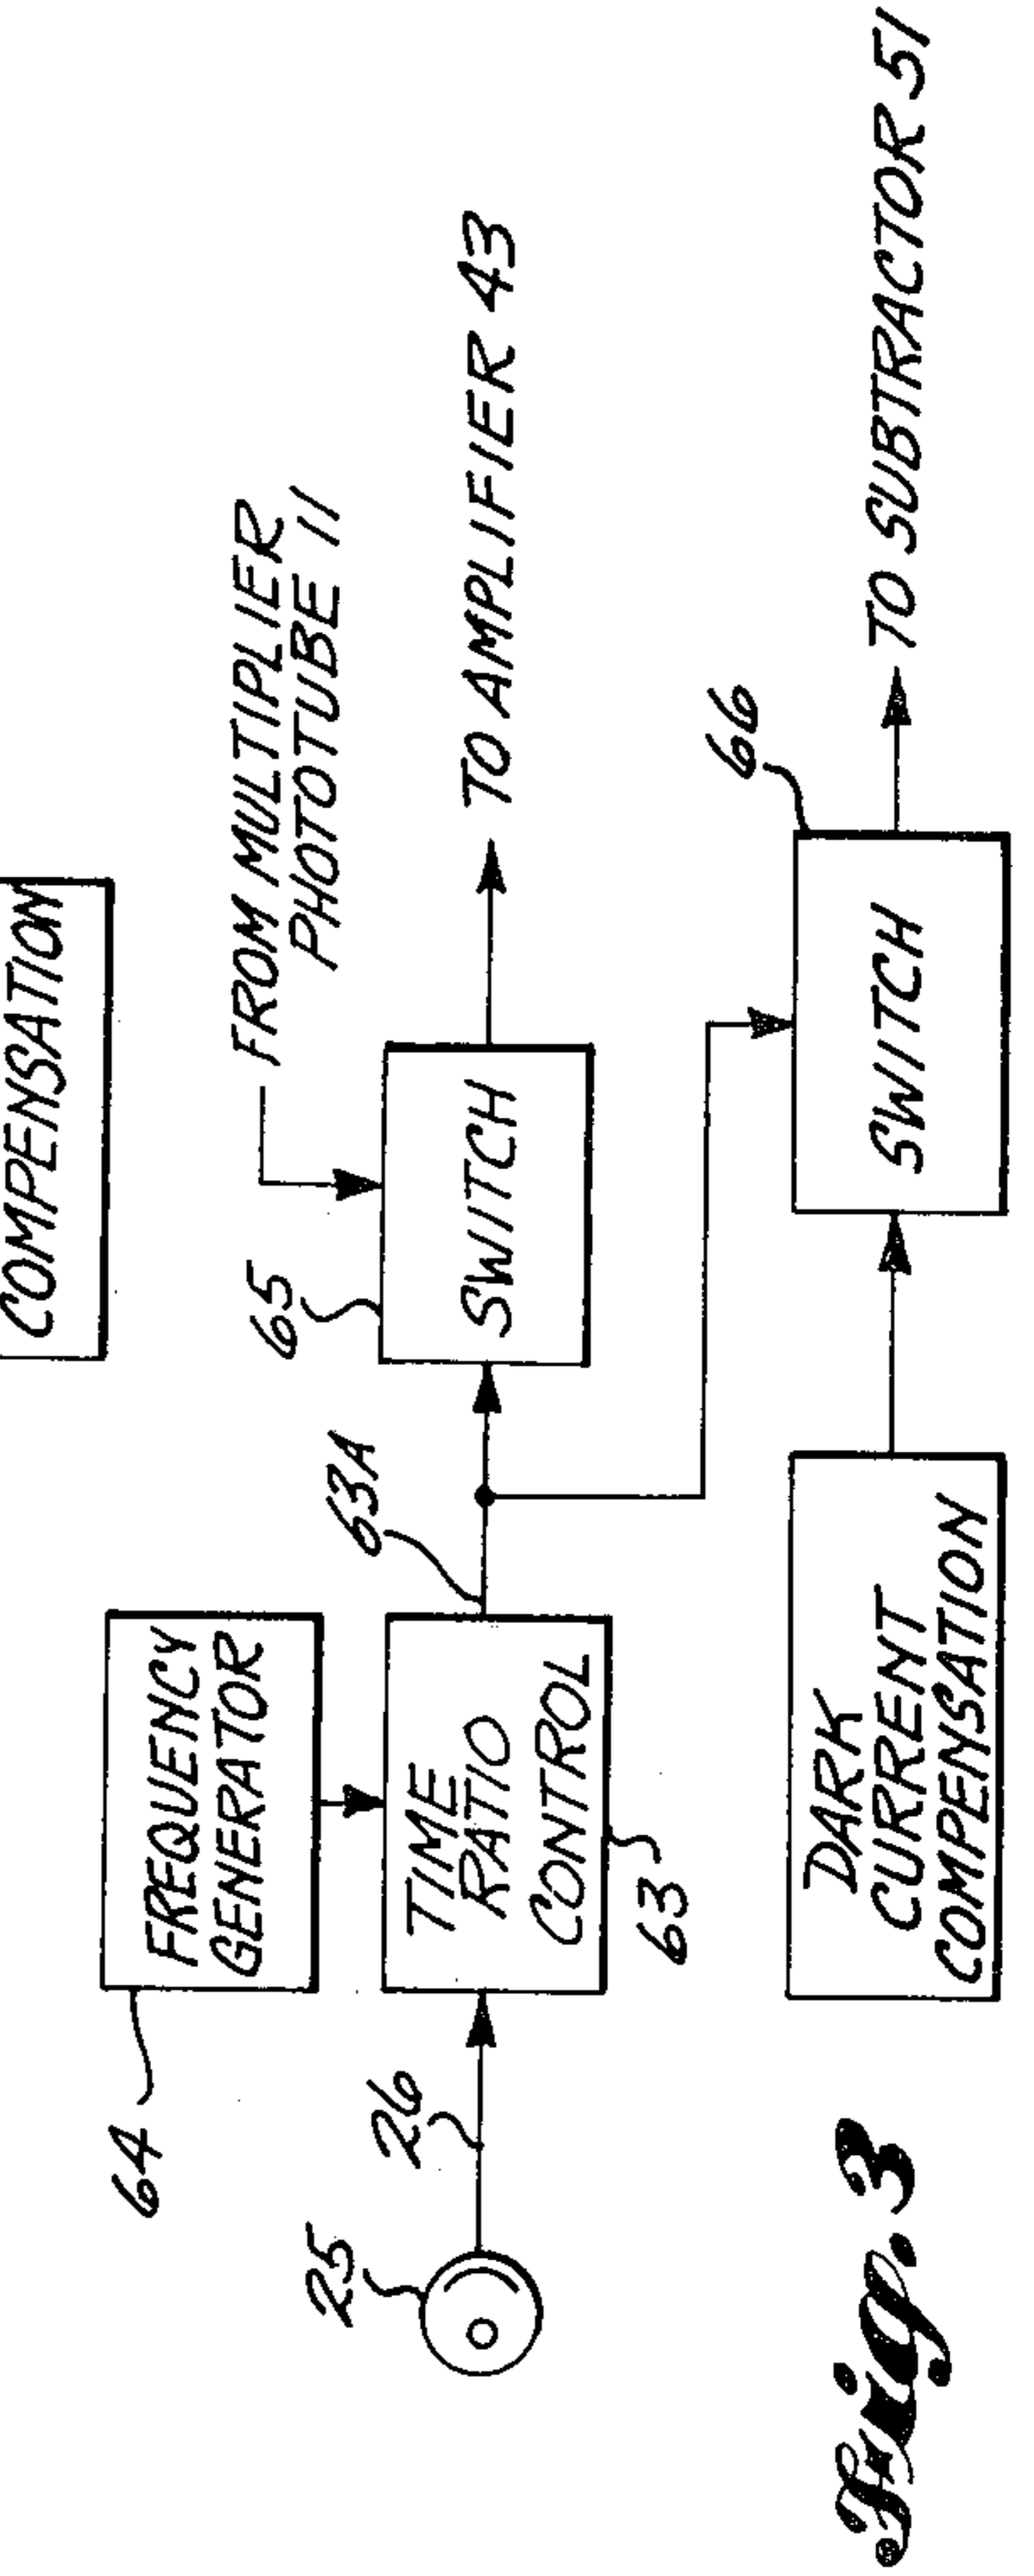 COMPENSATION
FROM MULTIPLIER
PHOTOTUBE 11
64
FREQUENCY
GENERATOR
65
63A
25
26
TIME
RATIO
CONTROL
SWITCH
TO AMPLIFIER 43
63
66
DARK
CURRENT
COMPENSATION
SWITCH
TO SUBTRACTOR 51
Fig. 3